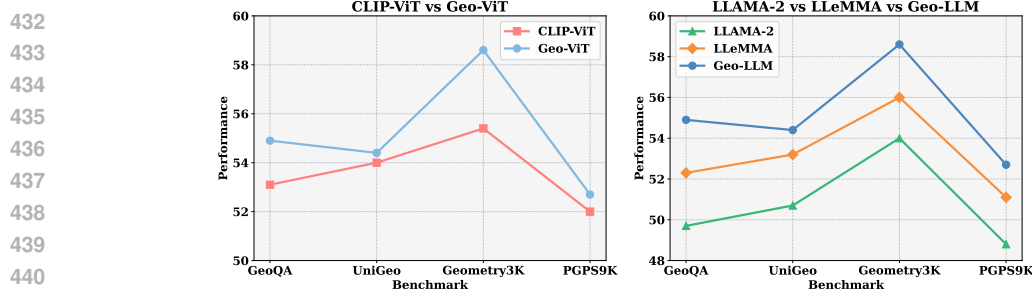 432
433
434
435
436
437
438
439
440
CLIP-ViT vs Geo-ViT
CLIP-ViT
Geo-ViT
Performance
60
58
56
54
52
50
GeoQA UniGeo Geometry3K PGPS9K
Benchmark
LLAMA-2 vs LLeMMA vs Geo-LLM
LLAMA-2
LLeMMA
Geo-LLM
Performance
60
58
56
54
52
50
48
GeoQA UniGeo Geometry3K PGPS9K
Benchmark